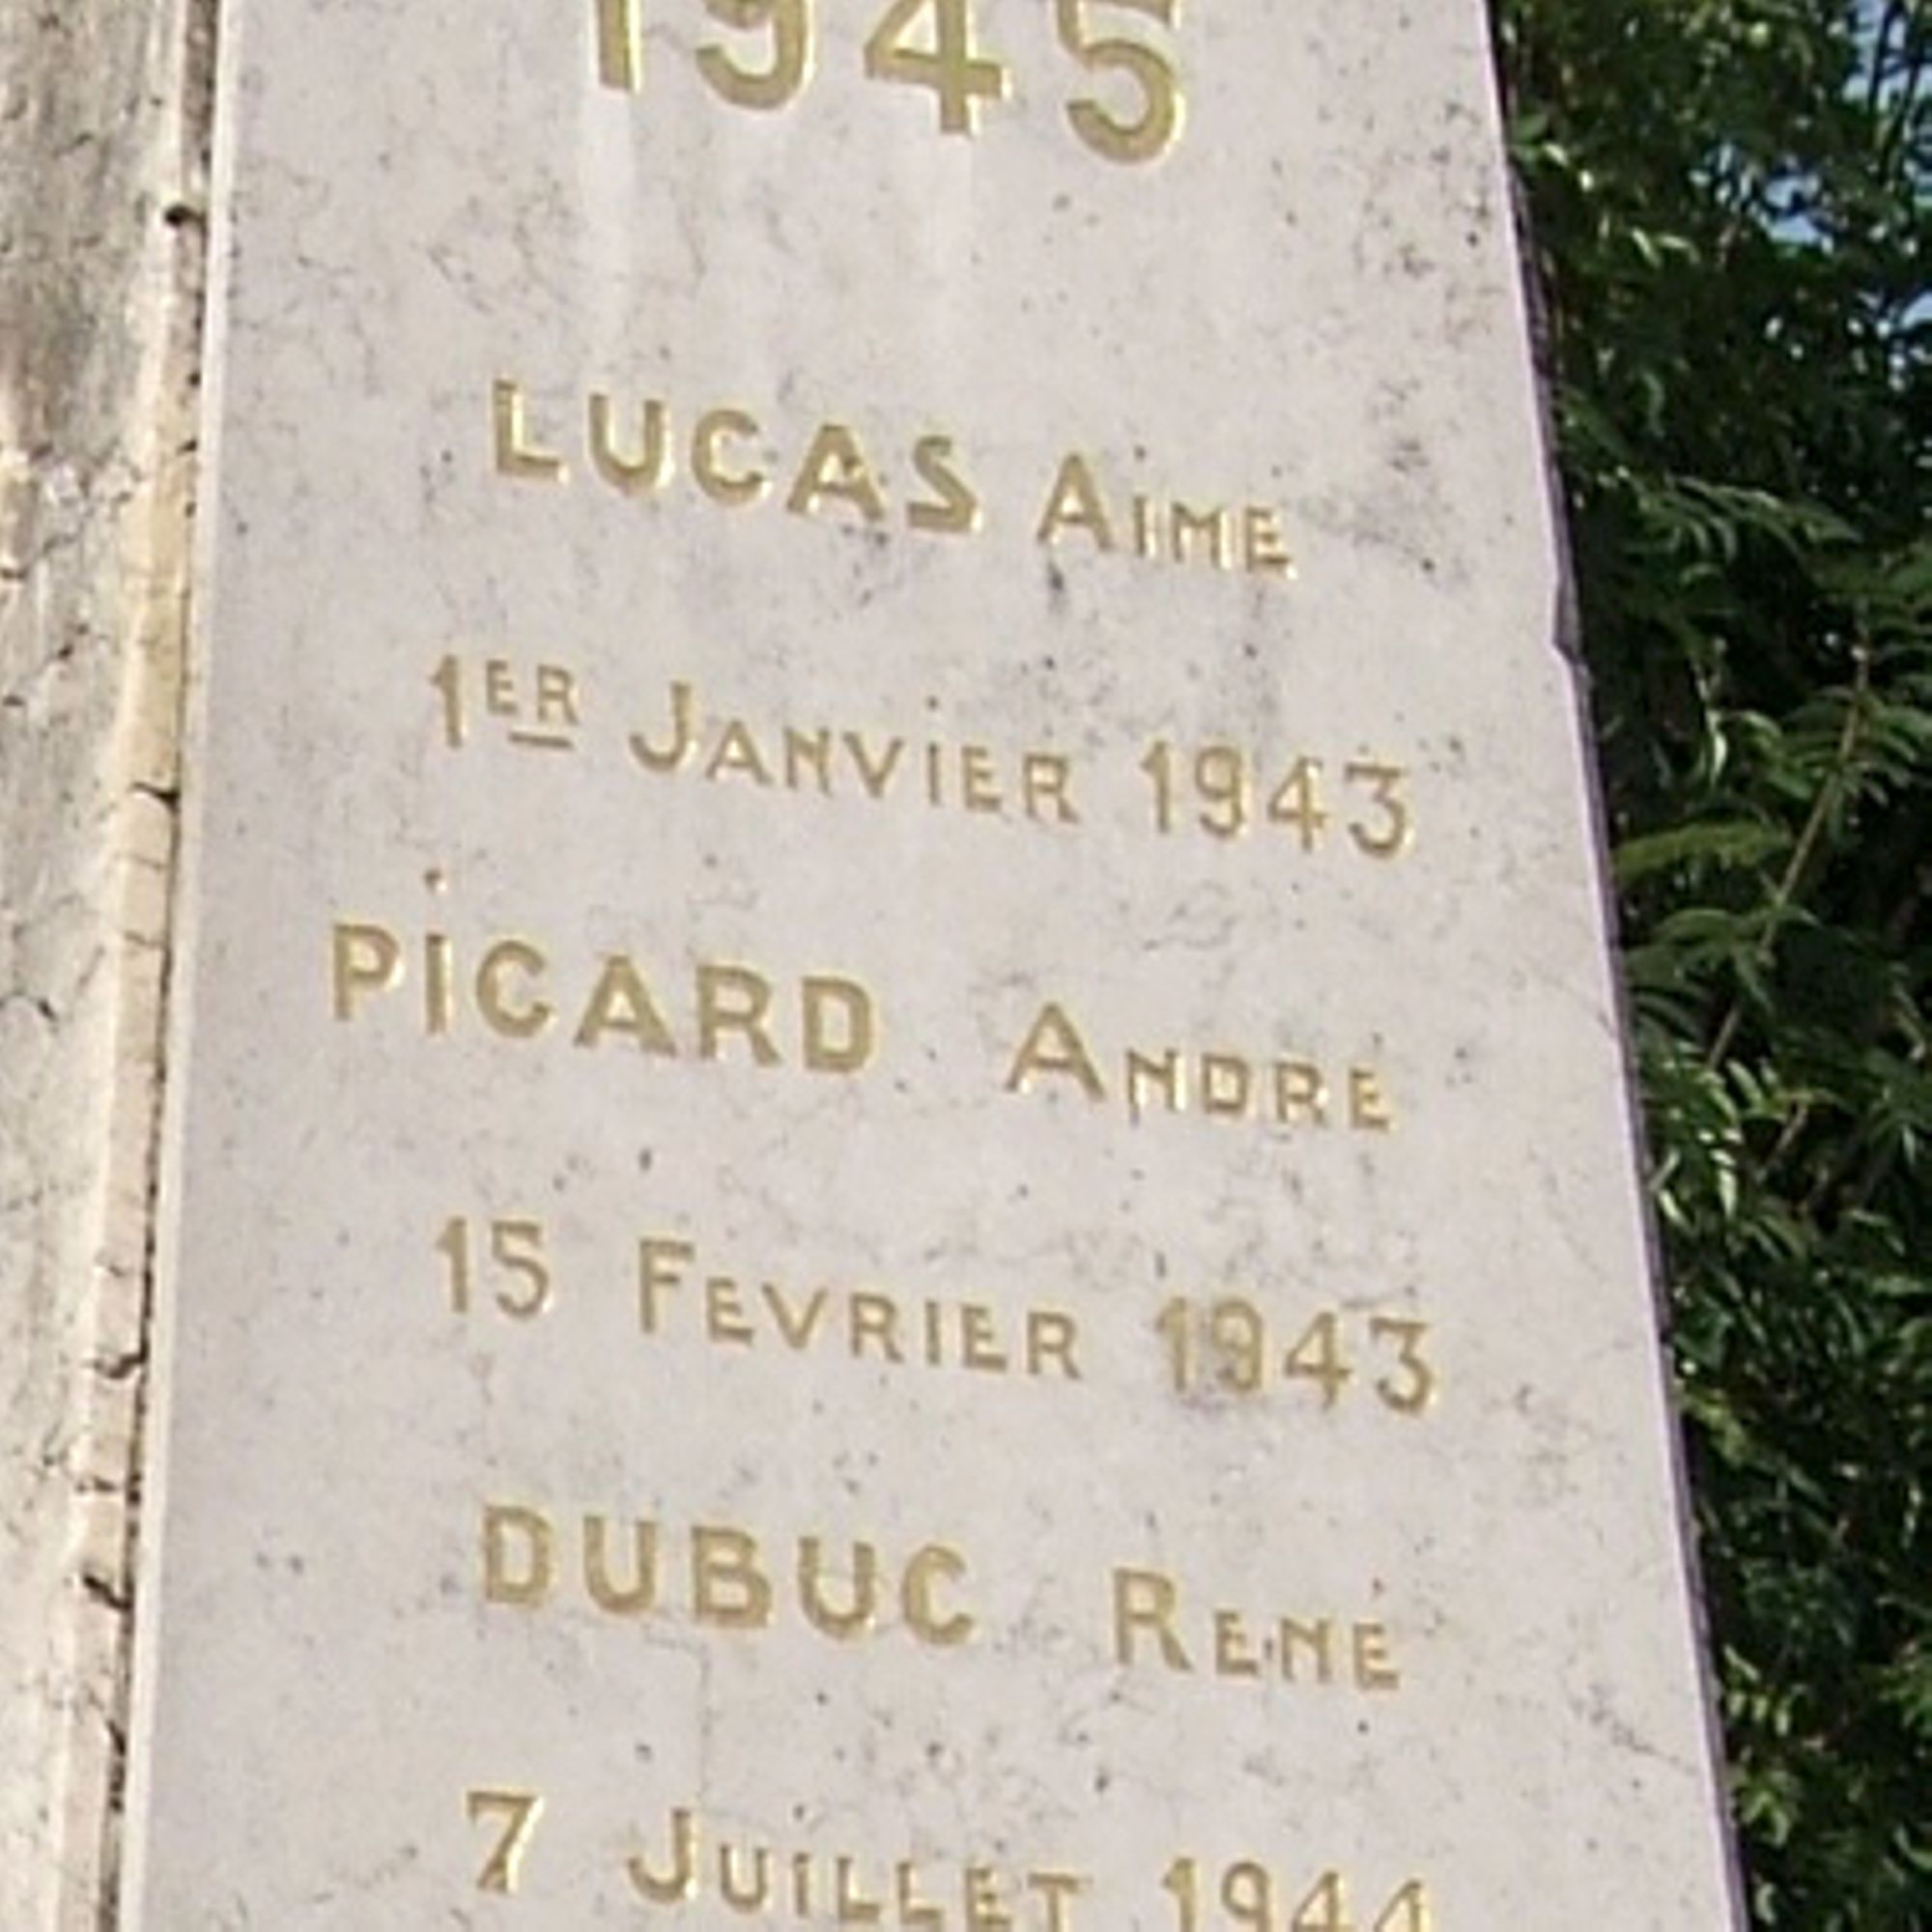 1945
LUCAS AIME
1ER JANVIER 1943
PICARD ANDRE
15 FEVRIER 1943
DUBUC RENE
7 JUILLET 1944